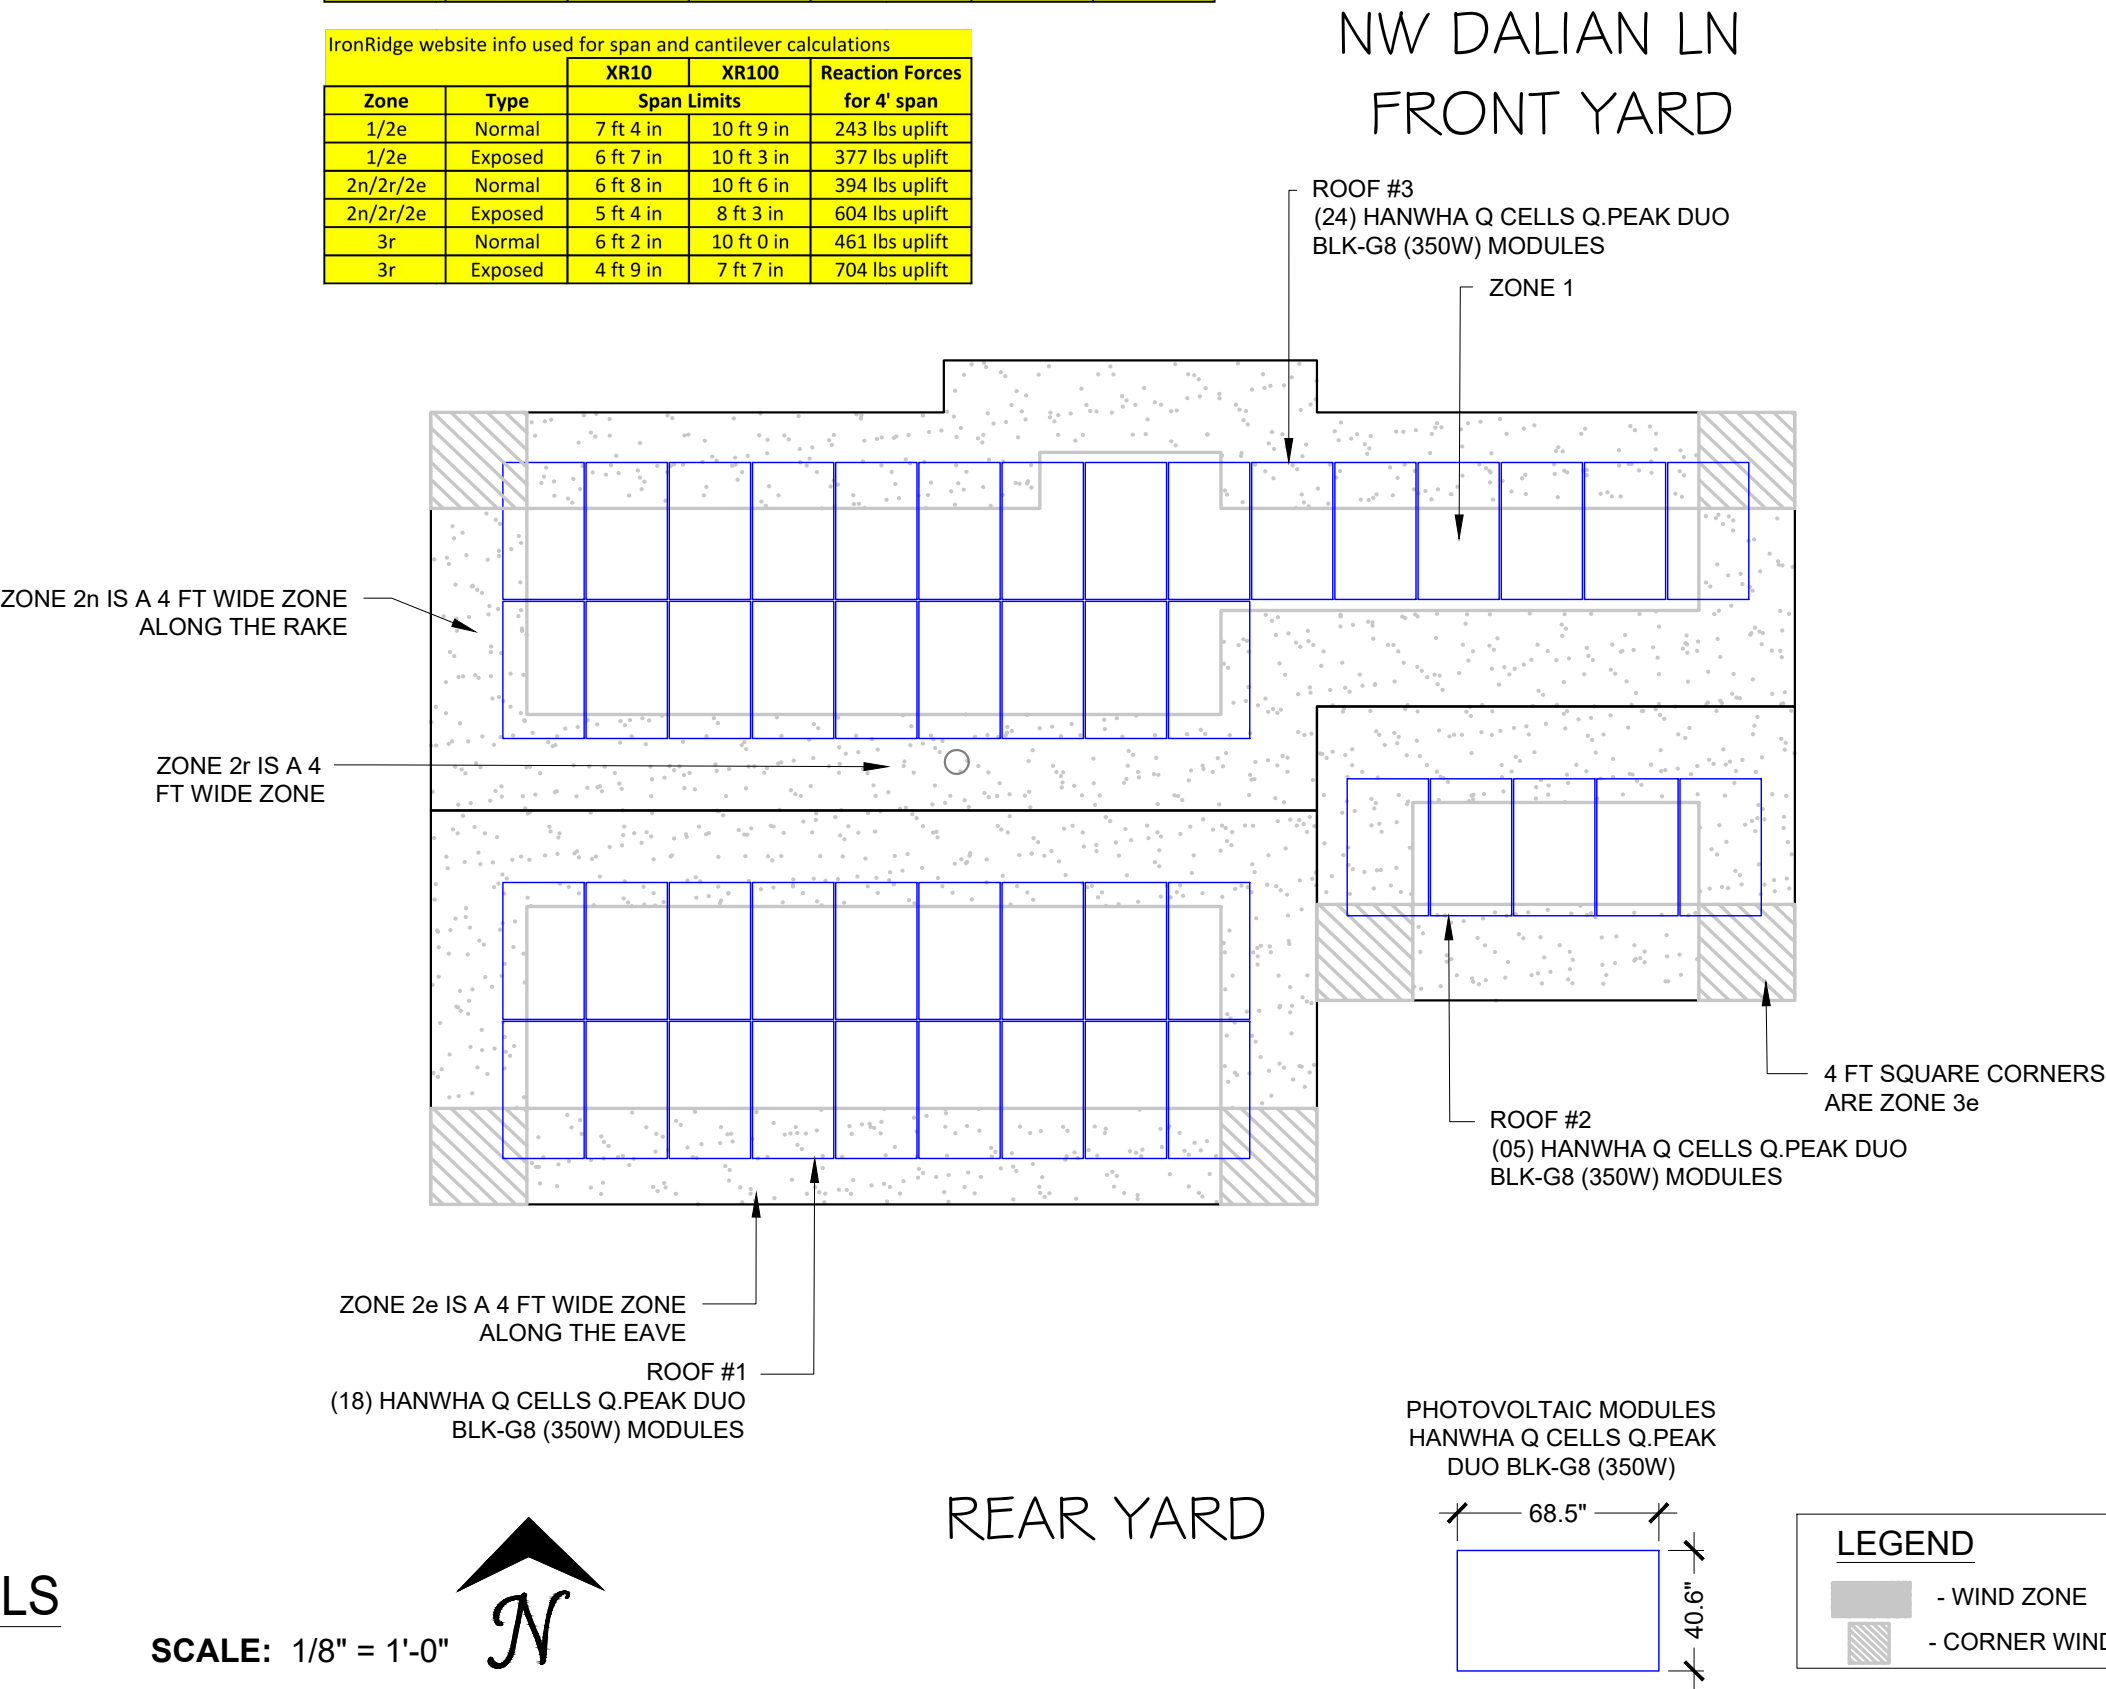 IronRidge website info used for span and cantilever calculations
XR10 XR100 Reaction Forces
Zone Type Span Limits for 4' span
1/2e Normal 7 ft 4 in 10 ft 9 in 243 lbs uplift
1/2e Exposed 6 ft 7 in 10 ft 3 in 377 lbs uplift
2n/2r/2e Normal 6 ft 8 in 10 ft 6 in 394 lbs uplift
2n/2r/2e Exposed 5 ft 4 in 8 ft 3 in 604 lbs uplift
3r Normal 6 ft 2 in 10 ft 0 in 461 lbs uplift
3r Exposed 4 ft 9 in 7 ft 7 in 704 lbs uplift
NW DALIAN LN
FRONT YARD
ROOF #3
(24) HANWHA Q CELLS Q.PEAK DUO
BLK-G8 (350W) MODULES
ZONE 1
ZONE 2n IS A 4 FT WIDE ZONE
ALONG THE RAKE
ZONE 2r IS A 4
FT WIDE ZONE
4 FT SQUARE CORNERS
ARE ZONE 3e
ROOF #2
(05) HANWHA Q CELLS Q.PEAK DUO
BLK-G8 (350W) MODULES
ZONE 2e IS A 4 FT WIDE ZONE
ALONG THE EAVE
ROOF #1
(18) HANWHA Q CELLS Q.PEAK DUO
BLK-G8 (350W) MODULES
PHOTOVOLTAIC MODULES
HANWHA Q CELLS Q.PEAK
DUO BLK-G8 (350W)
68.5"
40.6"
REAR YARD
LEGEND
- WIND ZONE
- CORNER WIND
LS
SCALE: 1/8" = 1'-0"
N